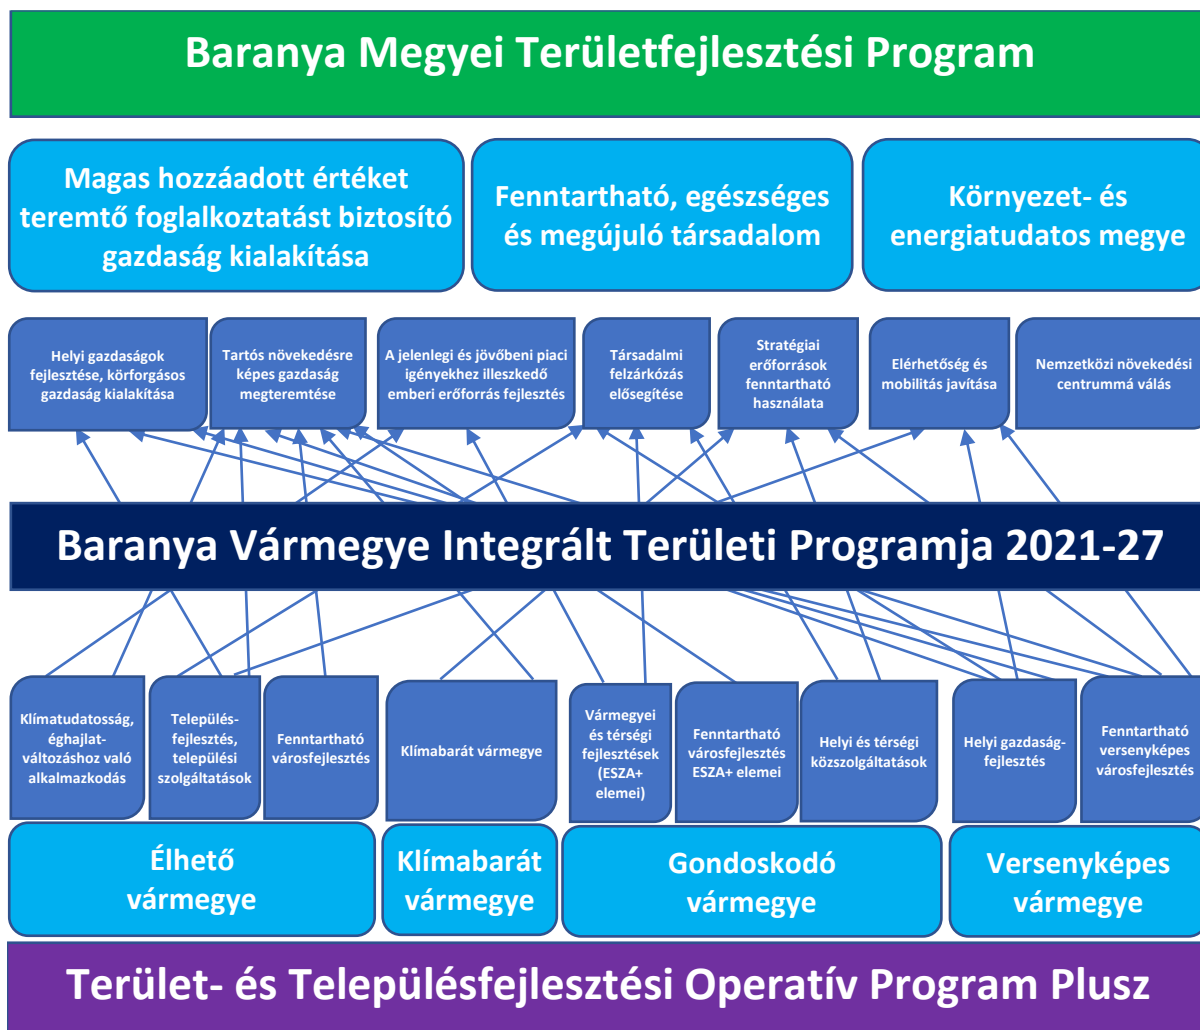 Baranya Megyei Területfejlesztési Program
Magas hozzáadott értéket
teremtő foglalkoztatást biztosító
gazdaság kialakítása
Fenntartható, egészséges
és megújuló társadalom
Környezet- és
energiatudatos megye
Helyi gazdaságok
fejlesztése, körforgásos
gazdaság kialakítása
Tartós növekedésre
képes gazdaság
megteremtése
A jelenlegi és jövőbeni piaci
igényekhez illeszkedő
emberi erőforrás fejlesztés
Társadalmi
felzárkózás
elősegítése
Stratégiai
erőforrások
fenntartható
használata
Elérhetőség és
mobilitás javítása
Nemzetközi növekedési
centrummá válás
Baranya Vármegye Integrált Területi Programja 2021-27
Klímatudatosság,
éghajlat-
változáshoz való
alkalmazkodás
Település-
fejlesztés,
települési
szolgáltatások
Fenntartható
városfejlesztés
Klímabarát vármegye
Vármegyei
és térségi
fejlesztések
(ESZA+
elemei)
Fenntartható
városfejlesztés
ESZA+ elemei
Helyi és térségi
közszolgáltatások
Helyi gazdaság-
fejlesztés
Fenntartható
versenyképes
városfejlesztés
Élhető
vármegye
Klímabarát
vármegye
Gondoskodó
vármegye
Versenyképes
vármegye
Terület- és Településfejlesztési Operatív Program Plusz